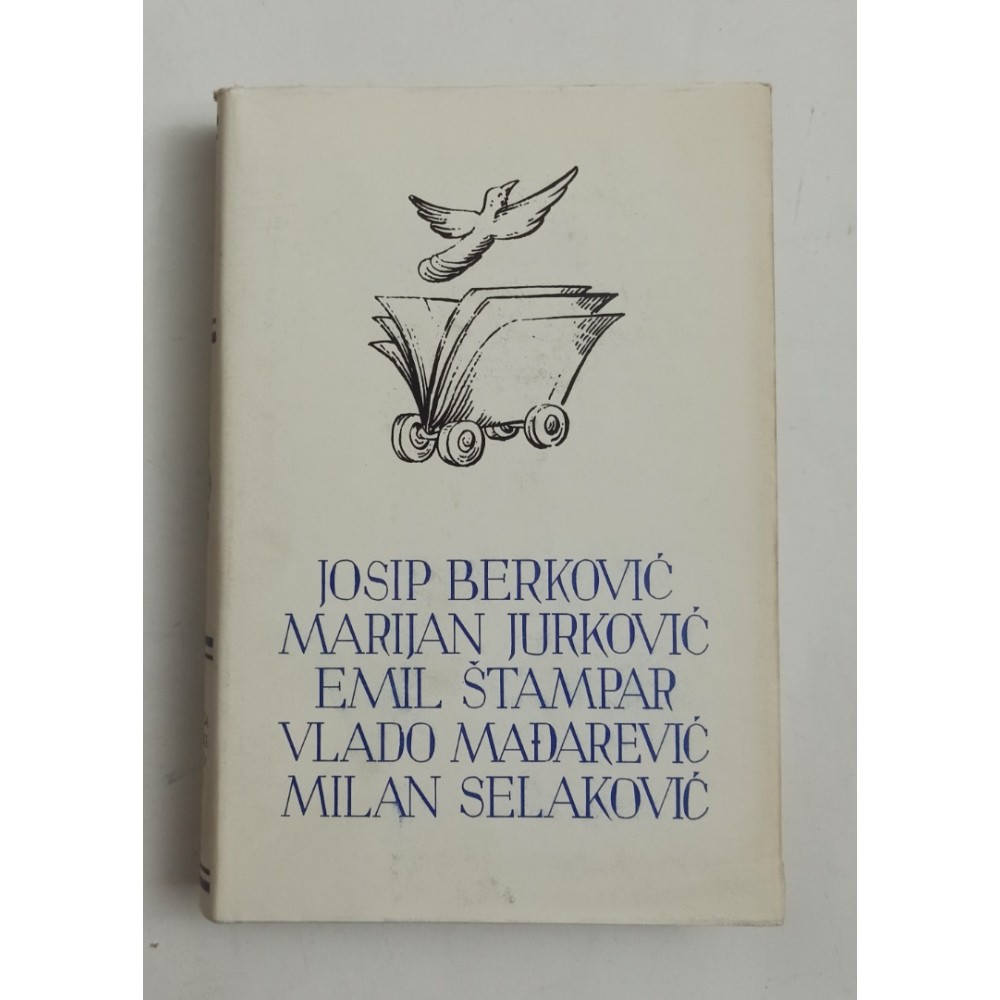 JOSIP BERKOVIĆ
MARIJAN JURKOVIĆ
EMIL ŠTAMPAR
VLADO MAĐAREVIĆ
MILAN SELAKOVIĆ